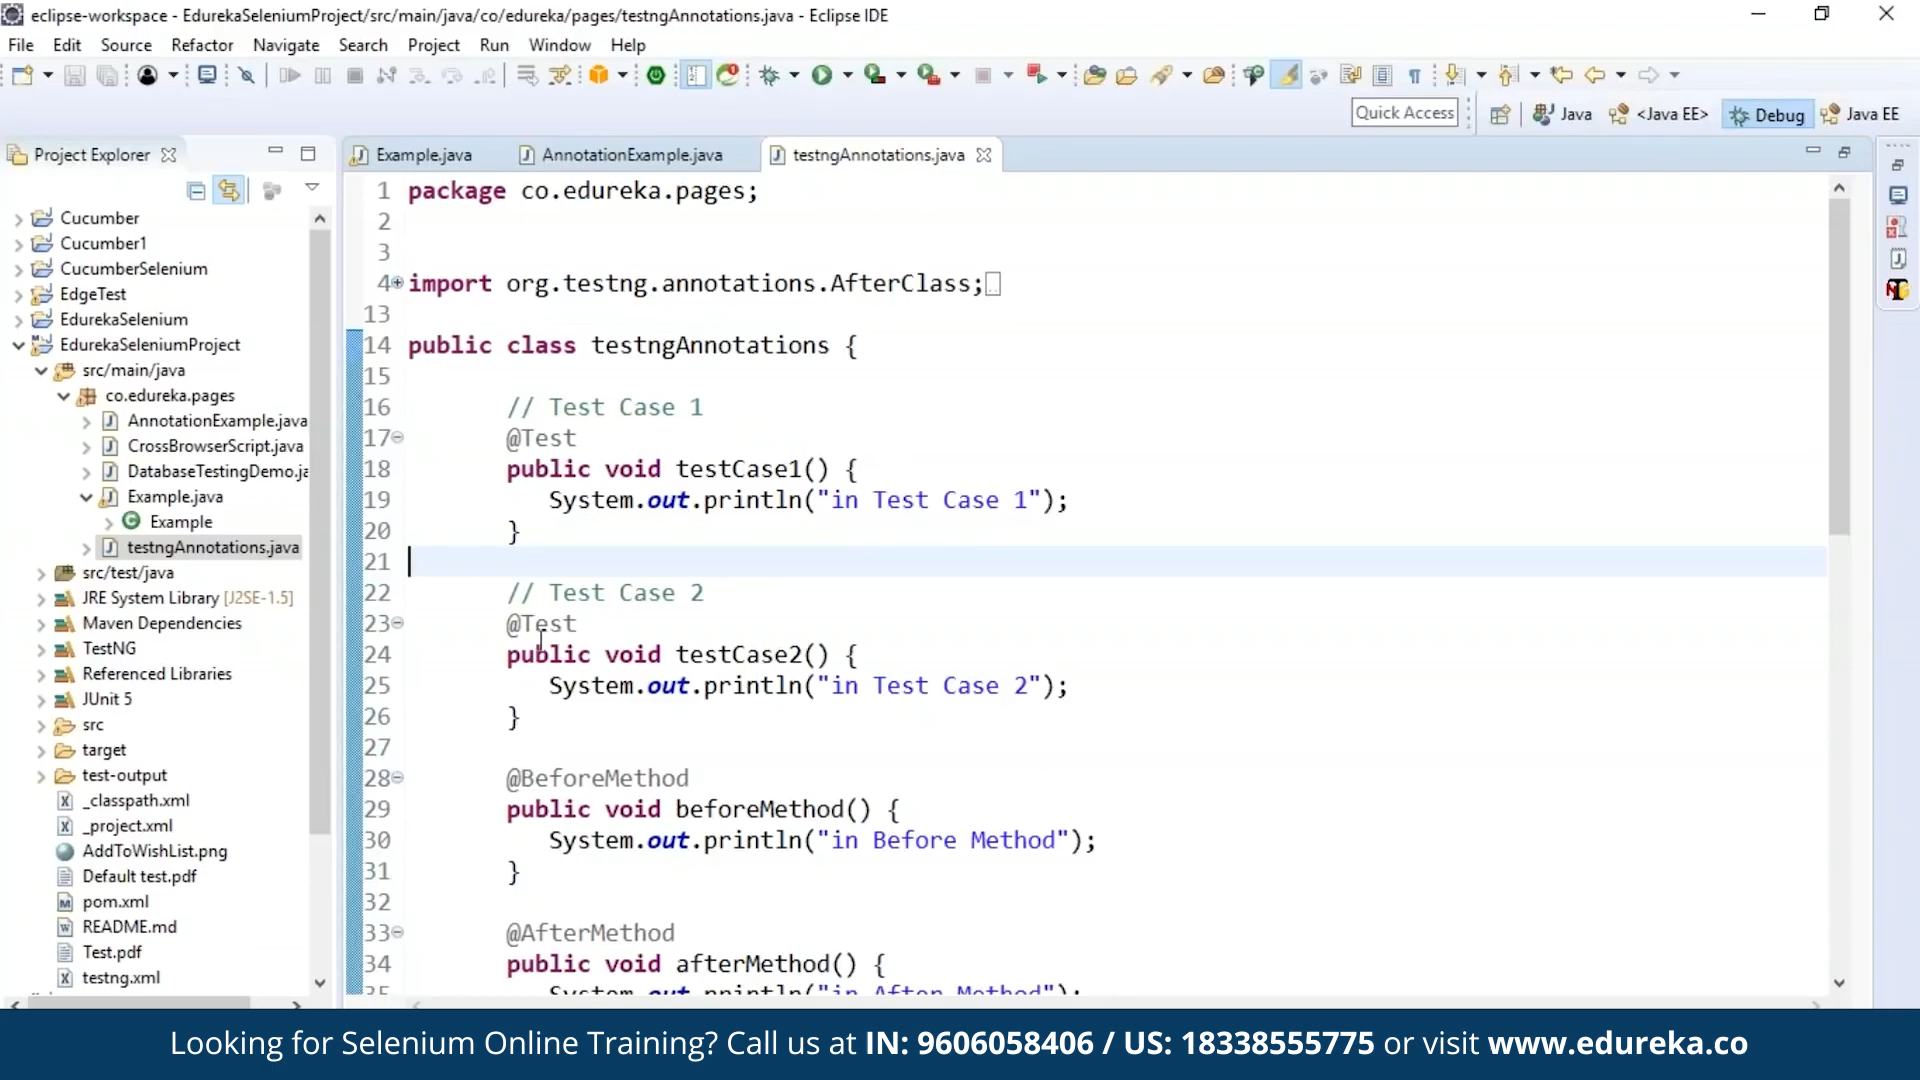 eclipse-workspace - EdurekaSeleniumProject/src/main/java/co/edureka/pages/testngAnnotations.java - Eclipse IDE
File Edit Source Refactor Navigate Search Project Run Window Help
Quick Access Java <Java EE> Debug Java EE
Project Explorer
Example.java AnnotationExample.java testngAnnotations.java
Cucumber
Cucumber1
CucumberSelenium
EdgeTest
EdurekaSelenium
EdurekaSeleniumProject
src/main/java
co.edureka.pages
AnnotationExample.java
CrossBrowserScript.java
DatabaseTestingDemo.ja
Example.java
Example
testngAnnotations.java
src/test/java
JRE System Library [J2SE-1.5]
Maven Dependencies
TestNG
Referenced Libraries
JUnit 5
src
target
test-output
_classpath.xml
_project.xml
AddToWishList.png
Default test.pdf
pom.xml
README.md
Test.pdf
testng.xml
1 package co.edureka.pages;
2
3
4 import org.testng.annotations.AfterClass;
13
14 public class testngAnnotations {
15
16 // Test Case 1
17 @Test
18 public void testCase1() {
19 System.out.println("in Test Case 1");
20 }
21
22 // Test Case 2
23 @Test
24 public void testCase2() {
25 System.out.println("in Test Case 2");
26 }
27
28 @BeforeMethod
29 public void beforeMethod() {
30 System.out.println("in Before Method");
31 }
32
33 @AfterMethod
34 public void afterMethod() {
35 System.out.println("in After Method");
Looking for Selenium Online Training? Call us at IN: 9606058406 / US: 18338555775 or visit www.edureka.co